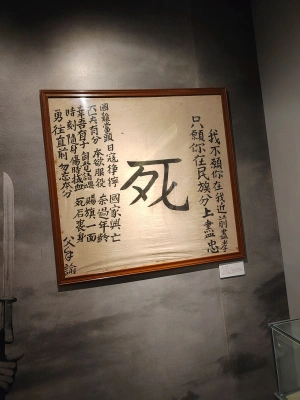 我不願你在我近前盡孝
只願你在民族分上盡忠
死
國難當頭 日寇猙獰 國家興亡
匹夫有分 本欲服役 奈過年齡
幸吾有子 自覺請纓 賜旗一面
時刻隨身 傷時拭血 死后裹身
勇往直前 勿忘本分
父手諭